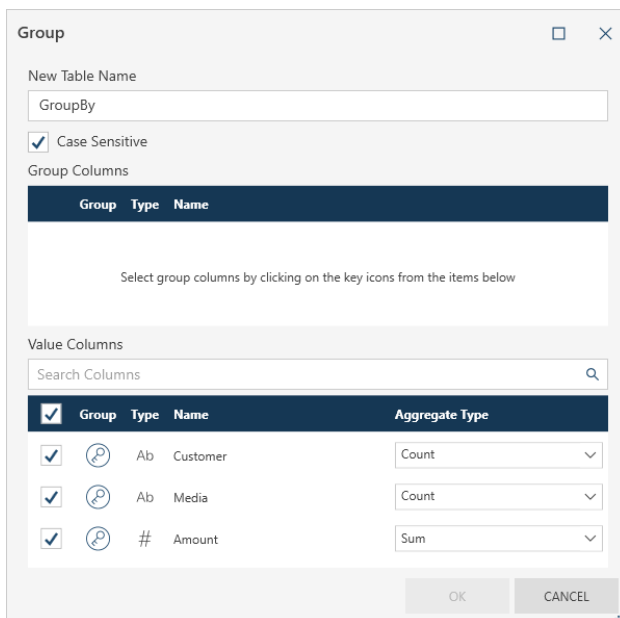 Group
New Table Name
GroupBy
Case Sensitive
Group Columns
Group Type Name
Select group columns by clicking on the key icons from the items below
Value Columns
Search Columns
Group Type Name Aggregate Type
Ab Customer Count
Ab Media Count
# Amount Sum
OK CANCEL